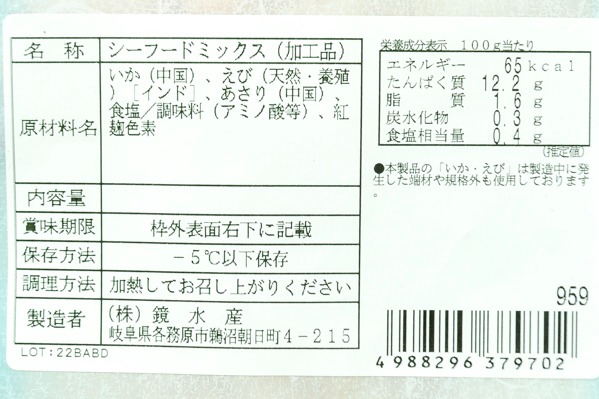 名称 シーフードミックス（加工品）
原材料名 いか（中国）、えび（天然・養殖
）［インド］、あさり（中国）、
食塩／調味料（アミノ酸等）、紅
麹色素
内容量
賞味期限 枠外表面右下に記載
保存方法 －5℃以下保存
調理方法 加熱してお召し上がりください
製造者 （株）鏡水産
岐阜県各務原市鵜沼朝日町4－215
LOT:22BABD
栄養成分表示 100g当たり
エネルギー 65kcal
たんぱく質 12.2g
脂質 1.6g
炭水化物 0.3g
食塩相当量 0.4g
(推定値)
●本製品の「いか・えび」は製造中に発
生した端材や規格外も使用しております
。
959
4988296379702